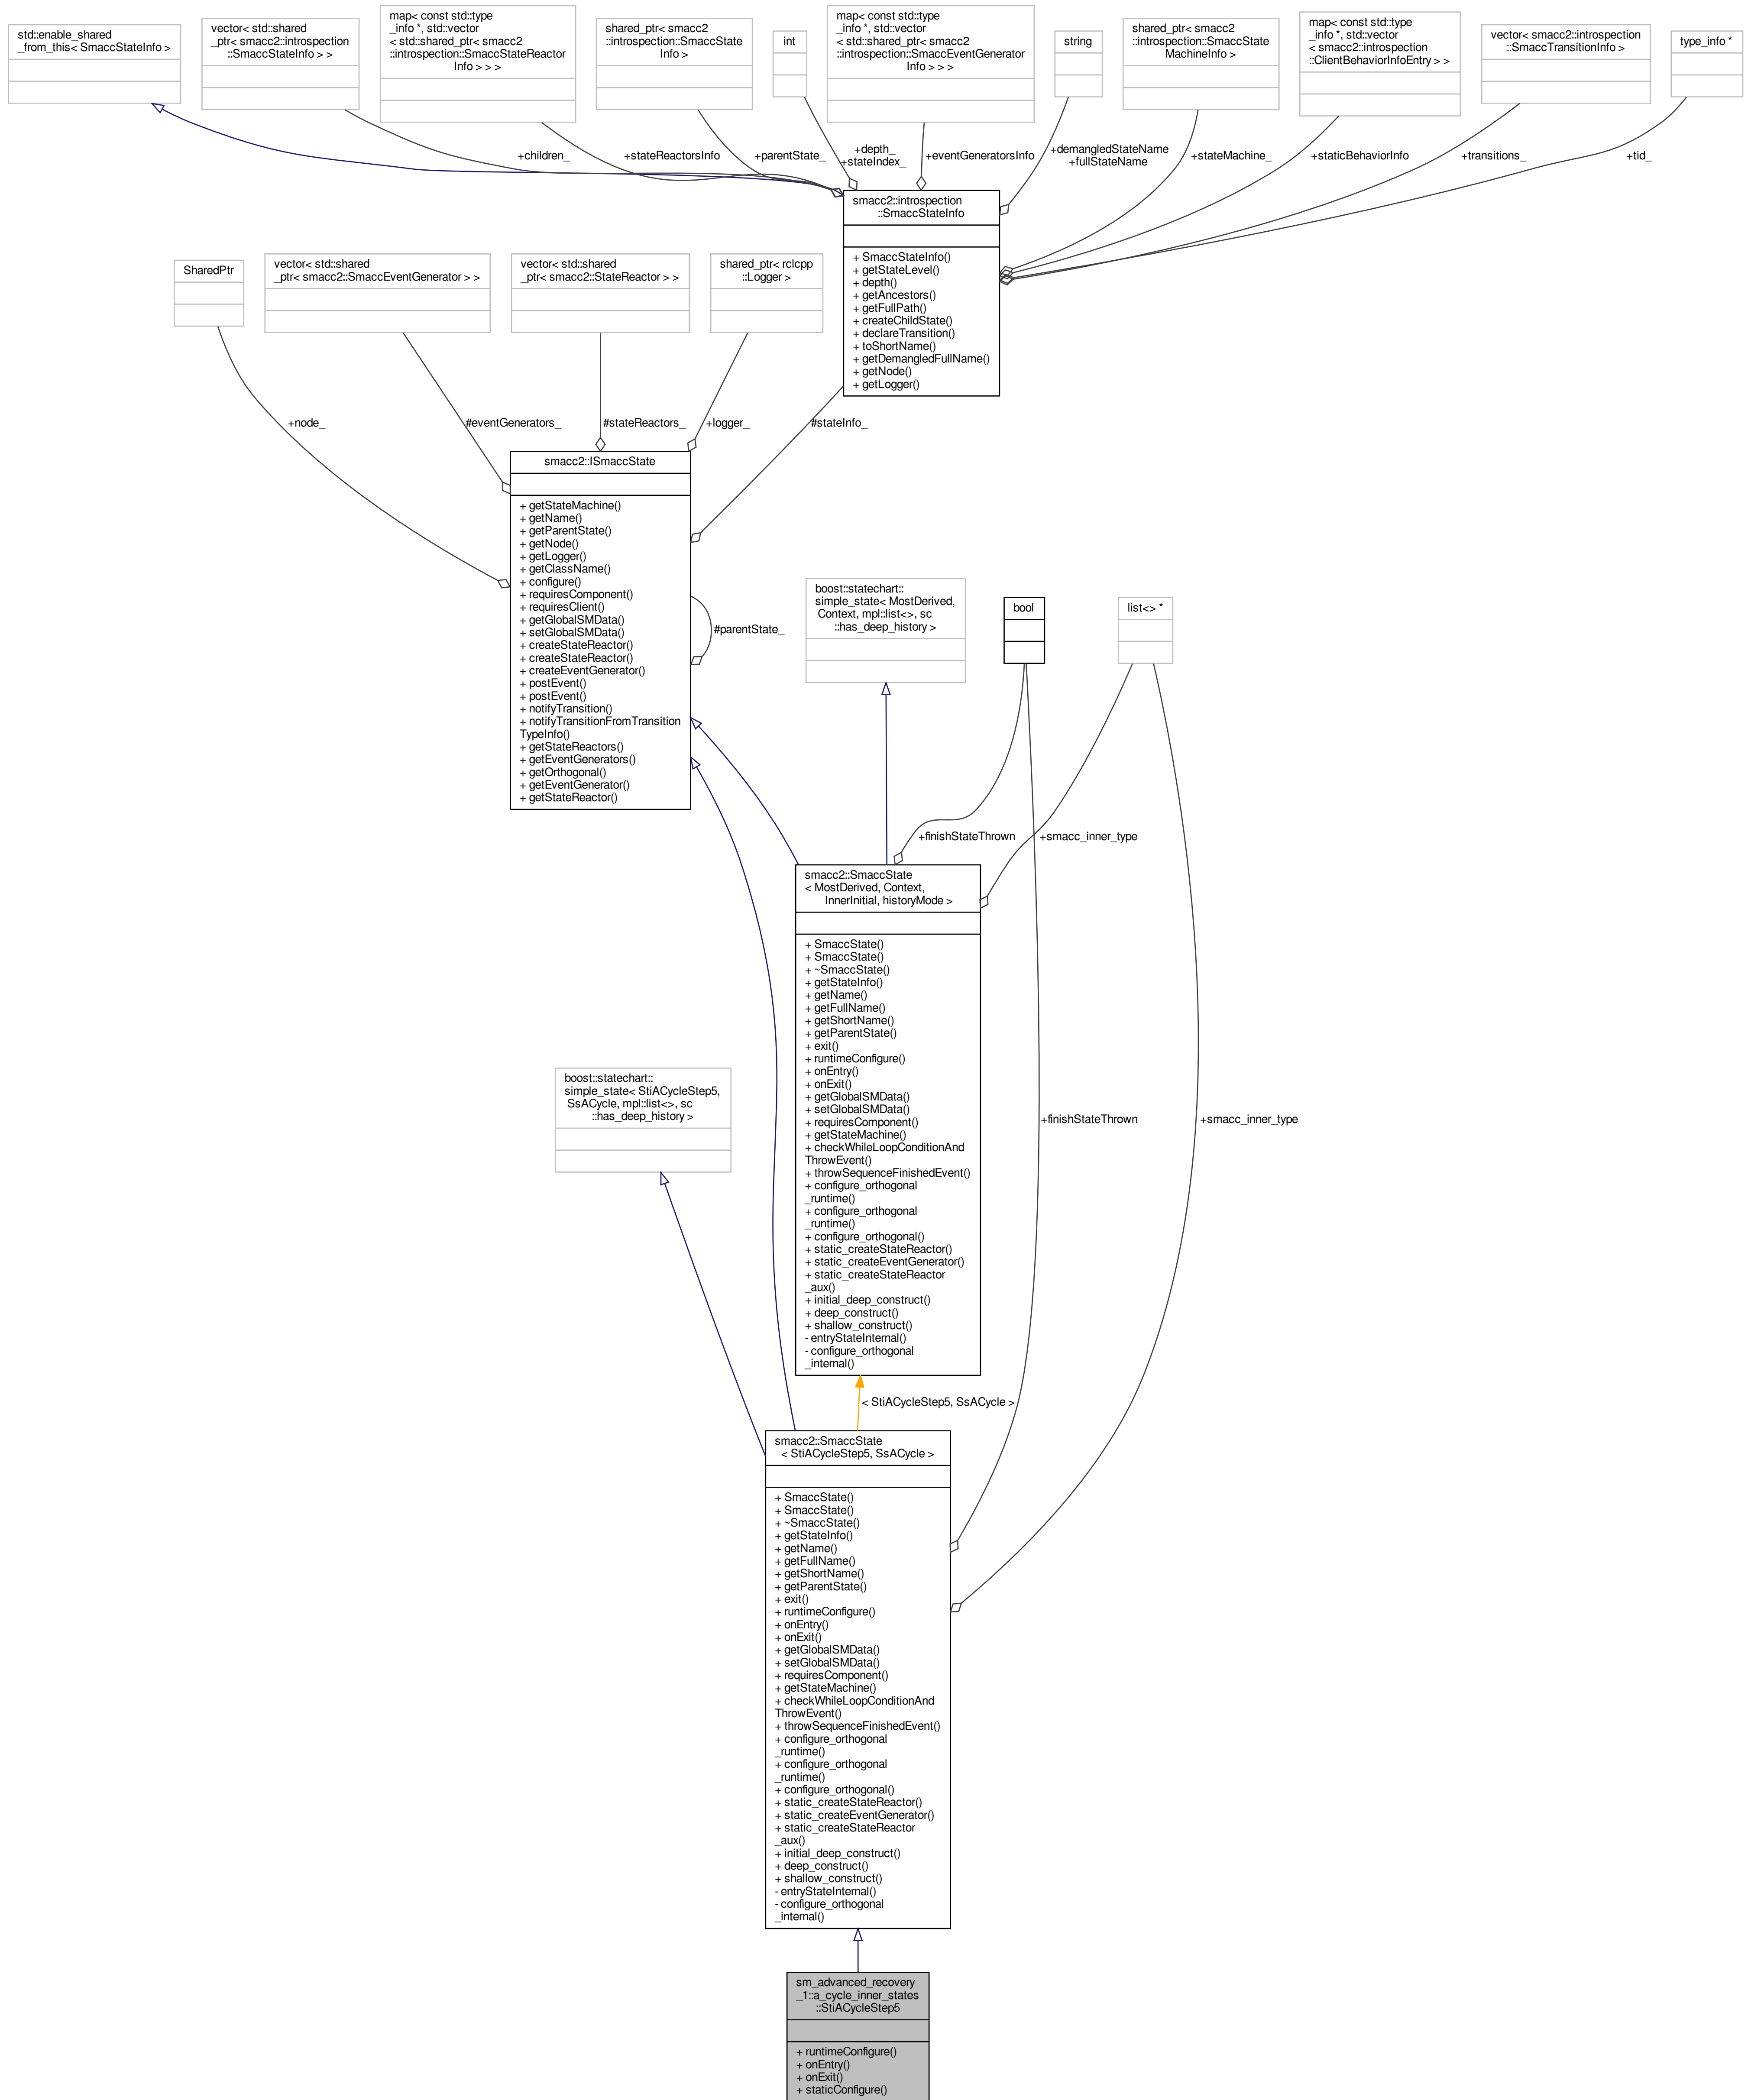 std::enable_shared
_from_this< SmaccStateInfo >
vector< std::shared
_ptr< smacc2::introspection
::SmaccStateInfo > >
map< const std::type
_info *, std::vector
< std::shared_ptr< smacc2
::introspection::SmaccStateReactor
Info > > >
shared_ptr< smacc2
::introspection::SmaccState
Info >
int
map< const std::type
_info *, std::vector
< std::shared_ptr< smacc2
::introspection::SmaccEventGenerator
Info > > >
string
shared_ptr< smacc2
::introspection::SmaccState
MachineInfo >
map< const std::type
_info *, std::vector
< smacc2::introspection
::ClientBehaviorInfoEntry > >
vector< smacc2::introspection
::SmaccTransitionInfo >
type_info *
+children_
+stateReactorsInfo
+parentState_
+depth_
+stateIndex_
+eventGeneratorsInfo
+demangledStateName
+fullStateName
+stateMachine_
+staticBehaviorInfo
+transitions_
+tid_
smacc2::introspection
::SmaccStateInfo
+ SmaccStateInfo()
+ getStateLevel()
+ depth()
+ getAncestors()
+ getFullPath()
+ createChildState()
+ declareTransition()
+ toShortName()
+ getDemangledFullName()
+ getNode()
+ getLogger()
SharedPtr
vector< std::shared
_ptr< smacc2::SmaccEventGenerator > >
vector< std::shared
_ptr< smacc2::StateReactor > >
shared_ptr< rclcpp
::Logger >
+node_
#eventGenerators_
#stateReactors_
+logger_
#stateInfo_
smacc2::ISmaccState
+ getStateMachine()
+ getName()
+ getParentState()
+ getNode()
+ getLogger()
+ getClassName()
+ configure()
+ requiresComponent()
+ requiresClient()
+ getGlobalSMData()
+ setGlobalSMData()
+ createStateReactor()
+ createStateReactor()
+ createEventGenerator()
+ postEvent()
+ postEvent()
+ notifyTransition()
+ notifyTransitionFromTransition
TypeInfo()
+ getStateReactors()
+ getEventGenerators()
+ getOrthogonal()
+ getEventGenerator()
+ getStateReactor()
#parentState_
boost::statechart::
simple_state< MostDerived,
Context, mpl::list<>, sc
::has_deep_history >
bool
list<> *
+finishStateThrown
+smacc_inner_type
smacc2::SmaccState
< MostDerived, Context,
InnerInitial, historyMode >
+ SmaccState()
+ SmaccState()
+ ~SmaccState()
+ getStateInfo()
+ getName()
+ getFullName()
+ getShortName()
+ getParentState()
+ exit()
+ runtimeConfigure()
+ onEntry()
+ onExit()
+ getGlobalSMData()
+ setGlobalSMData()
+ requiresComponent()
+ getStateMachine()
+ checkWhileLoopConditionAnd
ThrowEvent()
+ throwSequenceFinishedEvent()
+ configure_orthogonal
_runtime()
+ configure_orthogonal
_runtime()
+ configure_orthogonal()
+ static_createStateReactor()
+ static_createEventGenerator()
+ static_createStateReactor
_aux()
+ initial_deep_construct()
+ deep_construct()
+ shallow_construct()
- entryStateInternal()
- configure_orthogonal
_internal()
boost::statechart::
simple_state< StiACycleStep5,
SsACycle, mpl::list<>, sc
::has_deep_history >
+finishStateThrown
+smacc_inner_type
< StiACycleStep5, SsACycle >
smacc2::SmaccState
< StiACycleStep5, SsACycle >
+ SmaccState()
+ SmaccState()
+ ~SmaccState()
+ getStateInfo()
+ getName()
+ getFullName()
+ getShortName()
+ getParentState()
+ exit()
+ runtimeConfigure()
+ onEntry()
+ onExit()
+ getGlobalSMData()
+ setGlobalSMData()
+ requiresComponent()
+ getStateMachine()
+ checkWhileLoopConditionAnd
ThrowEvent()
+ throwSequenceFinishedEvent()
+ configure_orthogonal
_runtime()
+ configure_orthogonal
_runtime()
+ configure_orthogonal()
+ static_createStateReactor()
+ static_createEventGenerator()
+ static_createStateReactor
_aux()
+ initial_deep_construct()
+ deep_construct()
+ shallow_construct()
- entryStateInternal()
- configure_orthogonal
_internal()
sm_advanced_recovery
_1::a_cycle_inner_states
::StiACycleStep5
+ runtimeConfigure()
+ onEntry()
+ onExit()
+ staticConfigure()